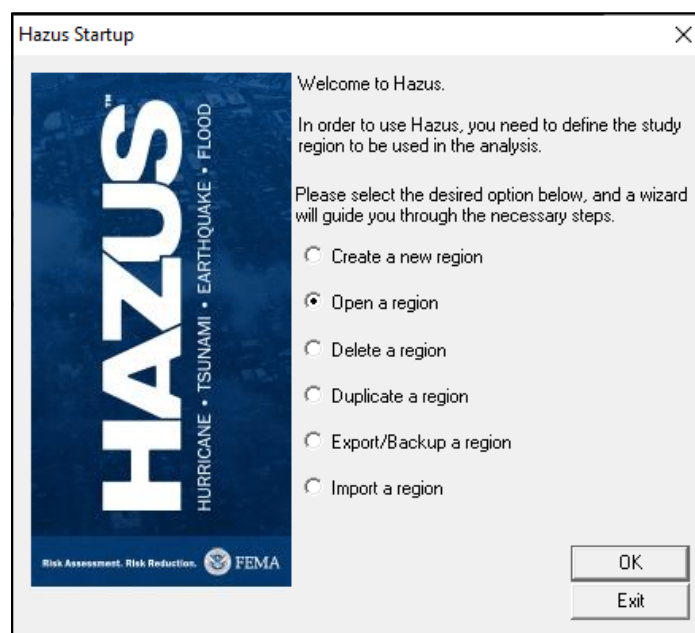 Hazus Startup
HAZUS™
HURRICANE • TSUNAMI • EARTHQUAKE • FLOOD
Risk Assessment. Risk Reduction. FEMA
Welcome to Hazus.
In order to use Hazus, you need to define the study
region to be used in the analysis.
Please select the desired option below, and a wizard
will guide you through the necessary steps.
Create a new region
Open a region
Delete a region
Duplicate a region
Export/Backup a region
Import a region
OK
Exit